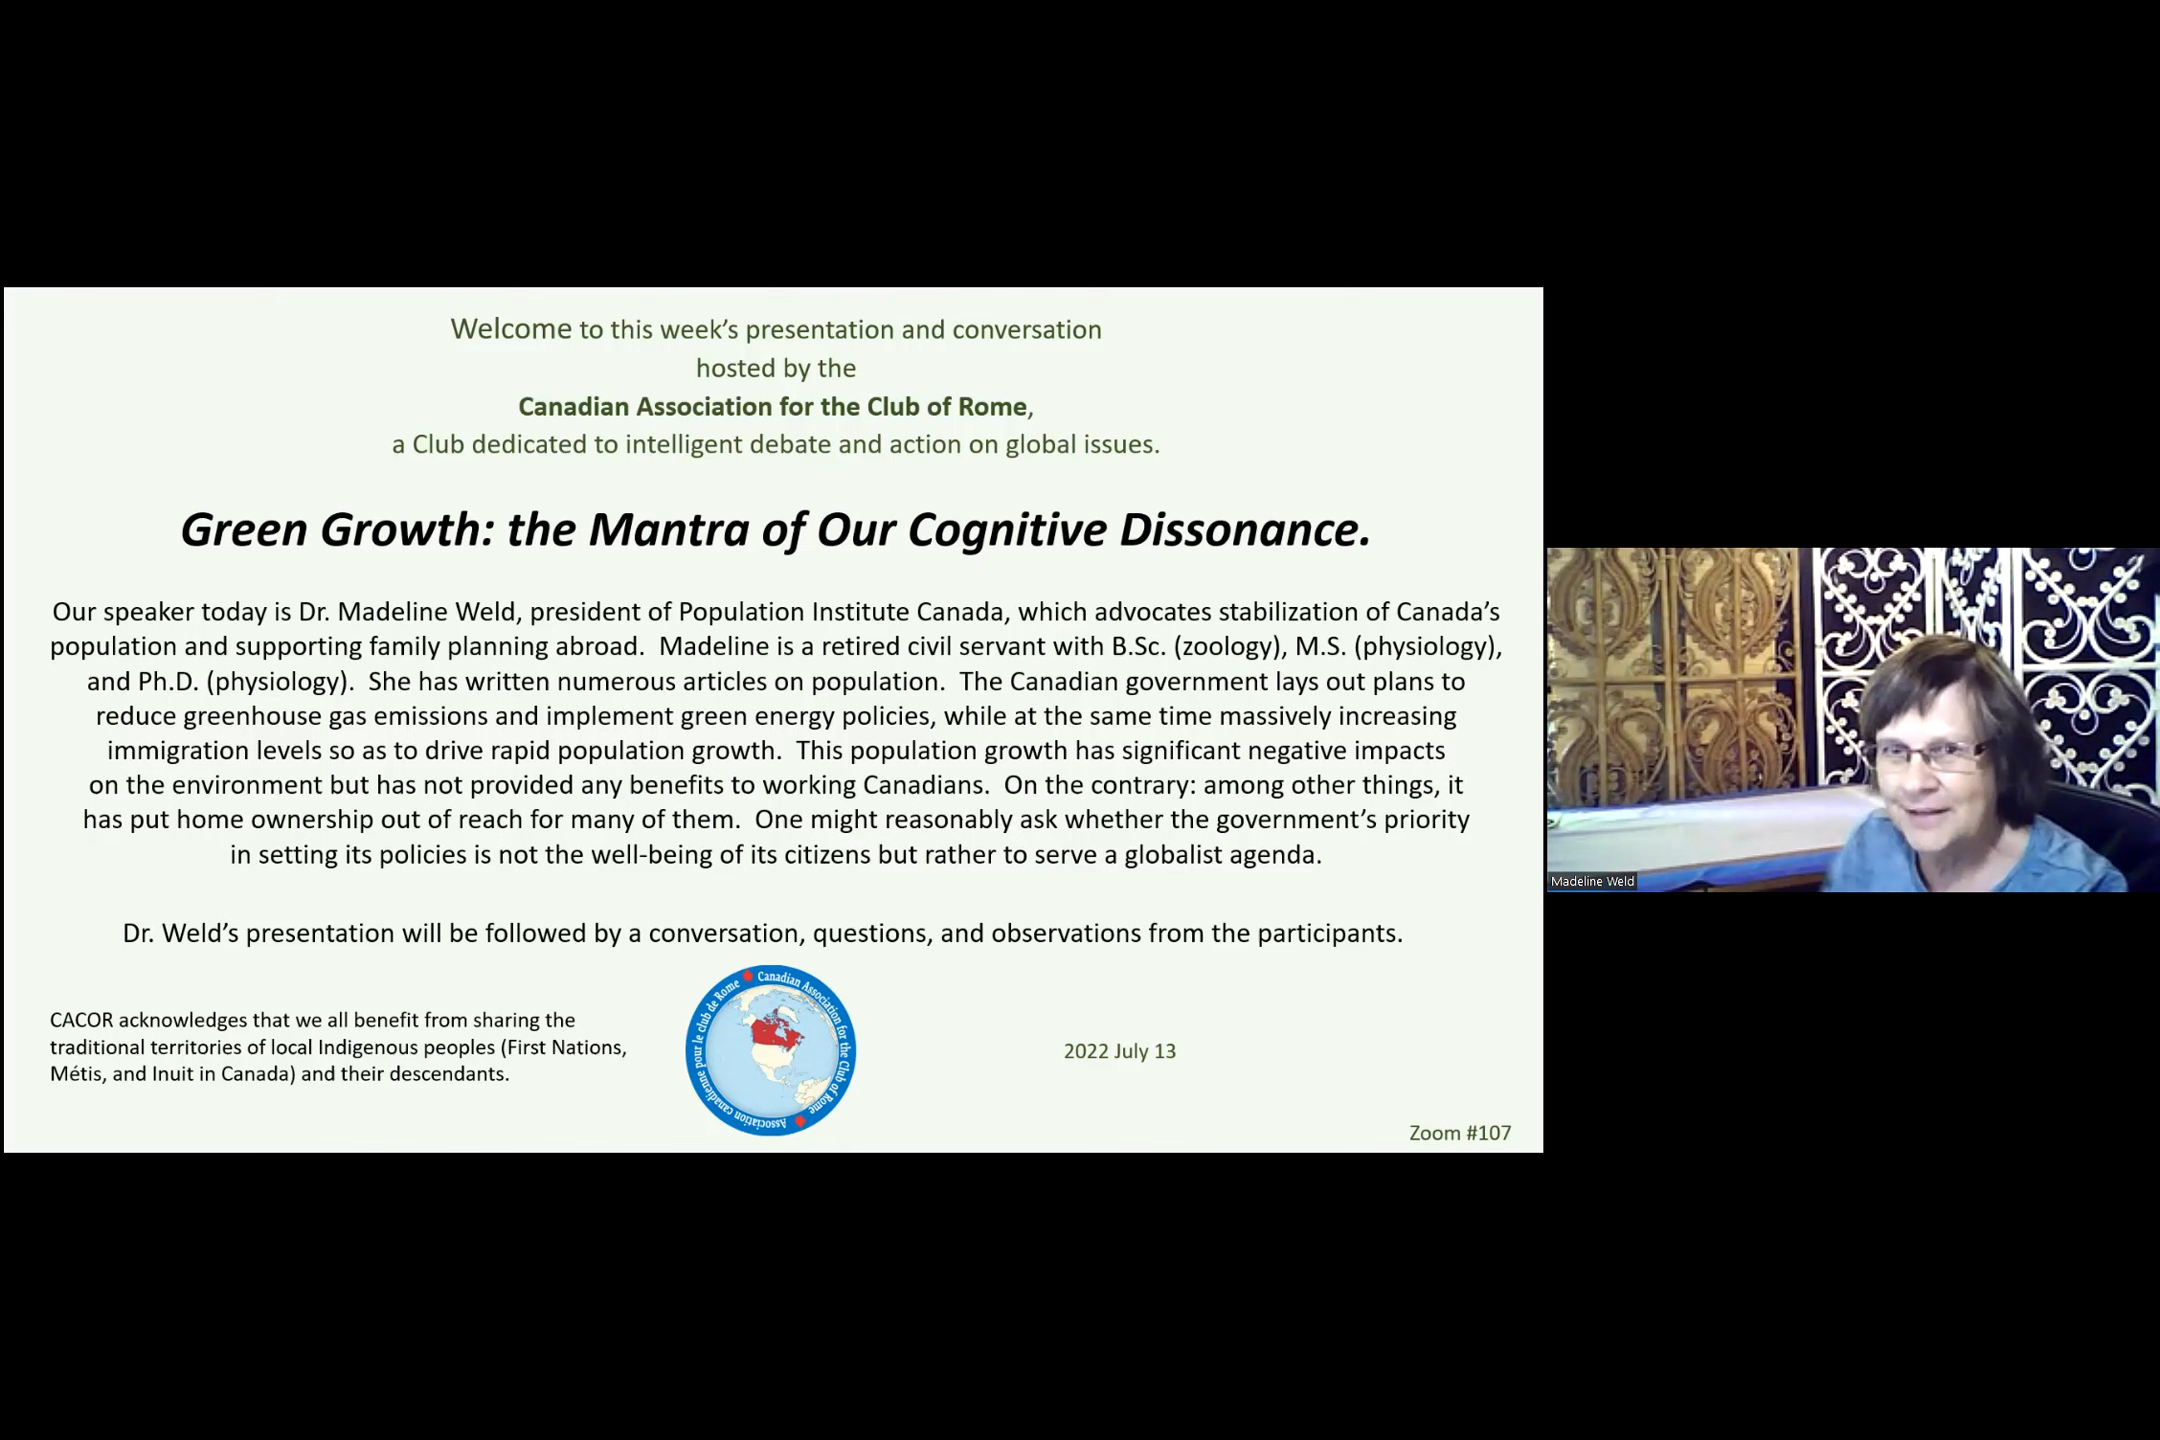 Welcome to this week’s presentation and conversation
hosted by the
Canadian Association for the Club of Rome,
a Club dedicated to intelligent debate and action on global issues.
Green Growth: the Mantra of Our Cognitive Dissonance.
Our speaker today is Dr. Madeline Weld, president of Population Institute Canada, which advocates stabilization of Canada’s
population and supporting family planning abroad.  Madeline is a retired civil servant with B.Sc. (zoology), M.S. (physiology),
and Ph.D. (physiology).  She has written numerous articles on population.  The Canadian government lays out plans to
reduce greenhouse gas emissions and implement green energy policies, while at the same time massively increasing
immigration levels so as to drive rapid population growth.  This population growth has significant negative impacts
on the environment but has not provided any benefits to working Canadians.  On the contrary: among other things, it
has put home ownership out of reach for many of them.  One might reasonably ask whether the government’s priority
in setting its policies is not the well-being of its citizens but rather to serve a globalist agenda.
Dr. Weld’s presentation will be followed by a conversation, questions, and observations from the participants.
CACOR acknowledges that we all benefit from sharing the
traditional territories of local Indigenous peoples (First Nations,
Métis, and Inuit in Canada) and their descendants.
Canadian Association for the Club of Rome
Association canadienne pour le club de Rome
2022 July 13
Zoom #107
Madeline Weld